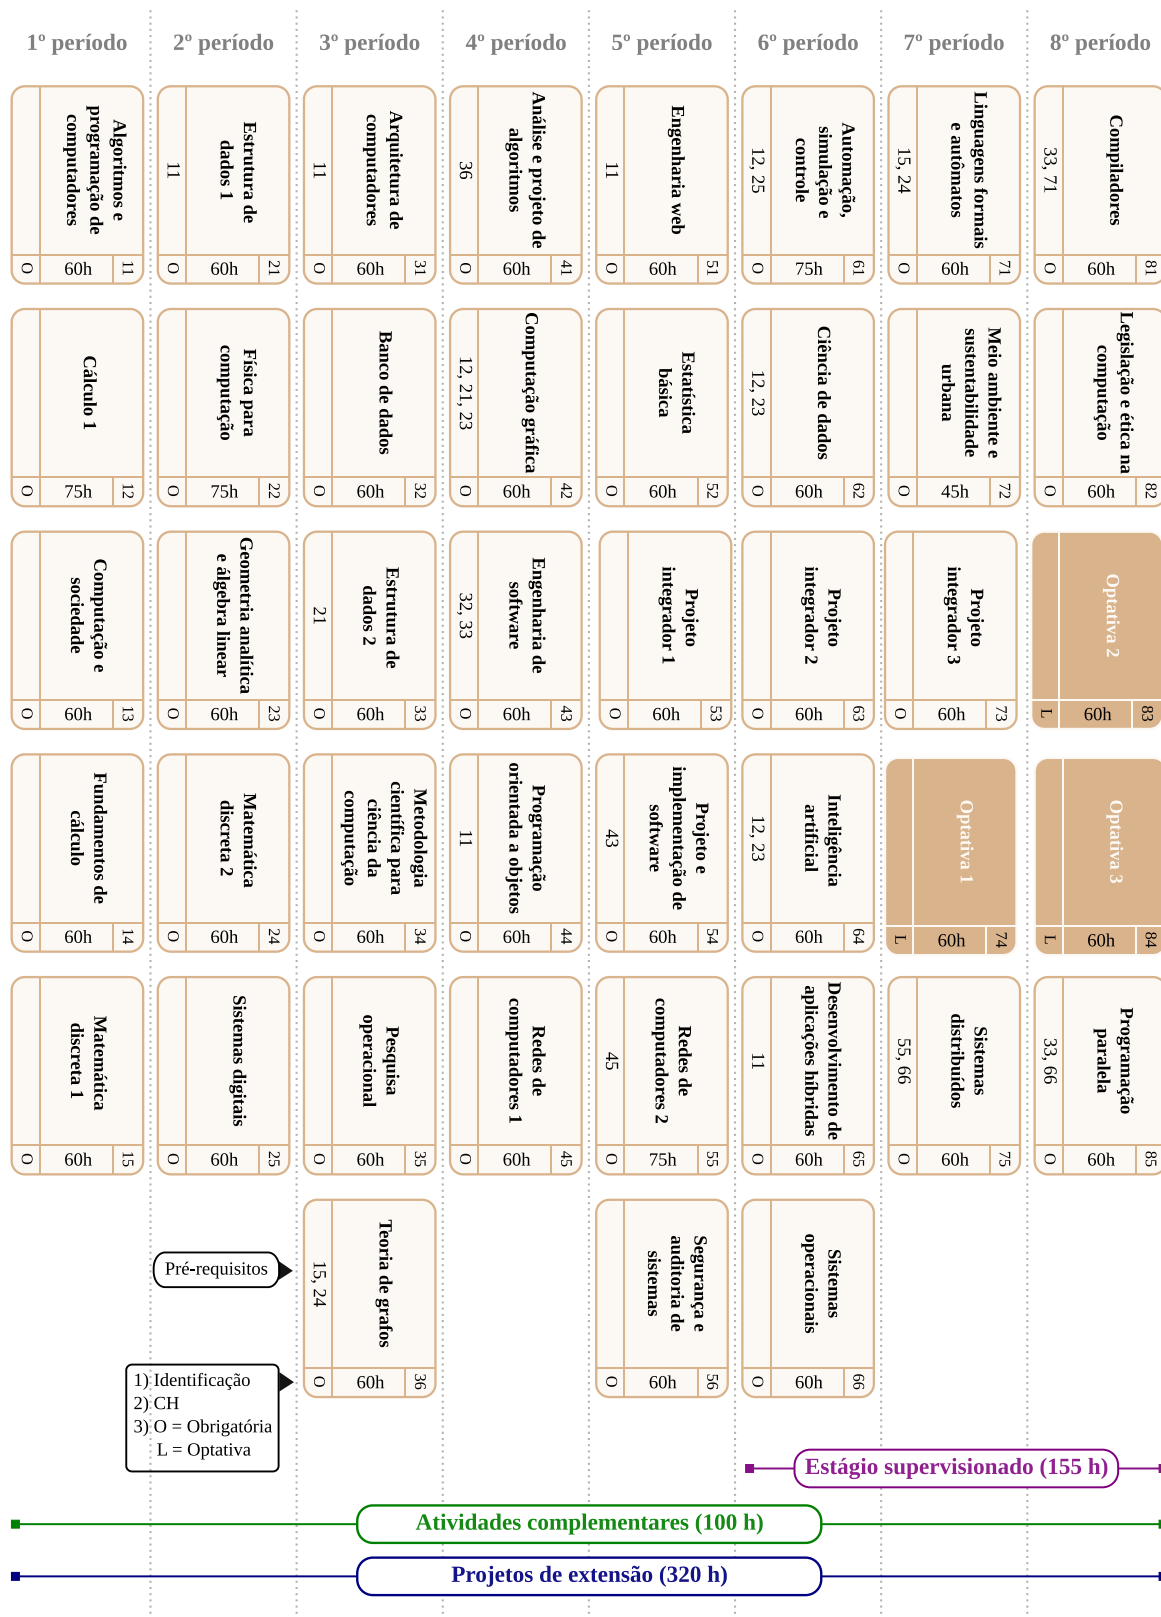 1º período
2º período
3º período
4º período
5º período
6º período
7º período
8º período
Algoritmos e
programação de
computadores
O
60h
11
Estrutura de
dados 1
11
O
60h
21
Arquitetura de
computadores
11
O
60h
31
Análise e projeto de
algoritmos
36
O
60h
41
Engenharia web
11
O
60h
51
Automação,
simulação e
controle
12, 25
O
75h
61
Linguagens formais
e autômatos
15, 24
O
60h
71
Compiladores
33, 71
O
60h
81
Cálculo 1
O
75h
12
Física para
computação
O
75h
22
Banco de dados
O
60h
32
Computação gráfica
12, 21, 23
O
60h
42
Estatística
básica
O
60h
52
Ciência de dados
12, 23
O
60h
62
Meio ambiente e
sustentabilidade
urbana
O
45h
72
Legislação e ética na
computação
O
60h
82
Computação e
sociedade
O
60h
13
Geometria analítica
e álgebra linear
O
60h
23
Estrutura de
dados 2
21
O
60h
33
Engenharia de
software
32, 33
O
60h
43
Projeto
integrador 1
O
60h
53
Projeto
integrador 2
O
60h
63
Projeto
integrador 3
O
60h
73
Optativa 2
L
60h
83
Fundamentos de
cálculo
O
60h
14
Matemática
discreta 2
O
60h
24
Metodologia
científica para
ciência da
computação
O
60h
34
Programação
orientada a objetos
11
O
60h
44
Projeto e
implementação de
software
43
O
60h
54
Inteligência
artificial
12, 23
O
60h
64
Optativa 1
L
60h
74
Optativa 3
L
60h
84
Matemática
discreta 1
O
60h
15
Sistemas digitais
O
60h
25
Pesquisa
operacional
O
60h
35
Redes de
computadores 1
O
60h
45
Redes de
computadores 2
45
O
75h
55
Desenvolvimento de
aplicações híbridas
11
O
60h
65
Sistemas
distribuídos
55, 66
O
60h
75
Programação
paralela
33, 66
O
60h
85
Pré-requisitos
Teoria de grafos
15, 24
O
60h
36
Segurança e
auditoria de
sistemas
O
60h
56
Sistemas
operacionais
O
60h
66
1) Identificação
2) CH
3) O = Obrigatória
L = Optativa
Estágio supervisionado (155 h)
Atividades complementares (100 h)
Projetos de extensão (320 h)